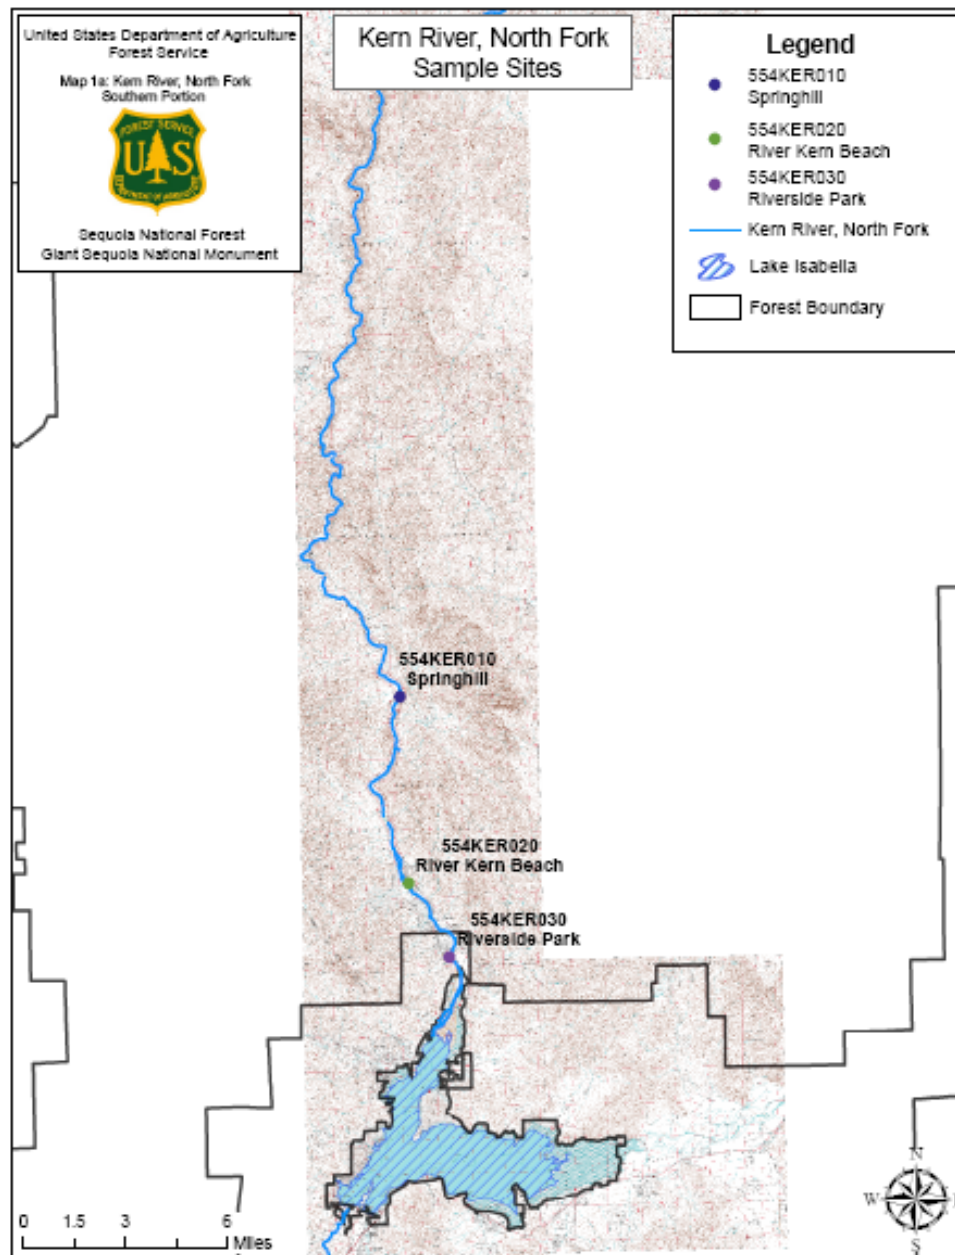 United States Department of Agriculture
Forest Service
Map 1a: Kern River, North Fork
Southern Portion
FOREST SERVICE
U S
DEPARTMENT OF AGRICULTURE
Sequoia National Forest
Giant Sequoia National Monument
Kern River, North Fork
Sample Sites
Legend
554KER010
Springhill
554KER020
River Kern Beach
554KER030
Riverside Park
Kern River, North Fork
Lake Isabella
Forest Boundary
554KER010
Springhill
554KER020
River Kern Beach
554KER030
Riverside Park
0 1.5 3 6
Miles
N
W
S